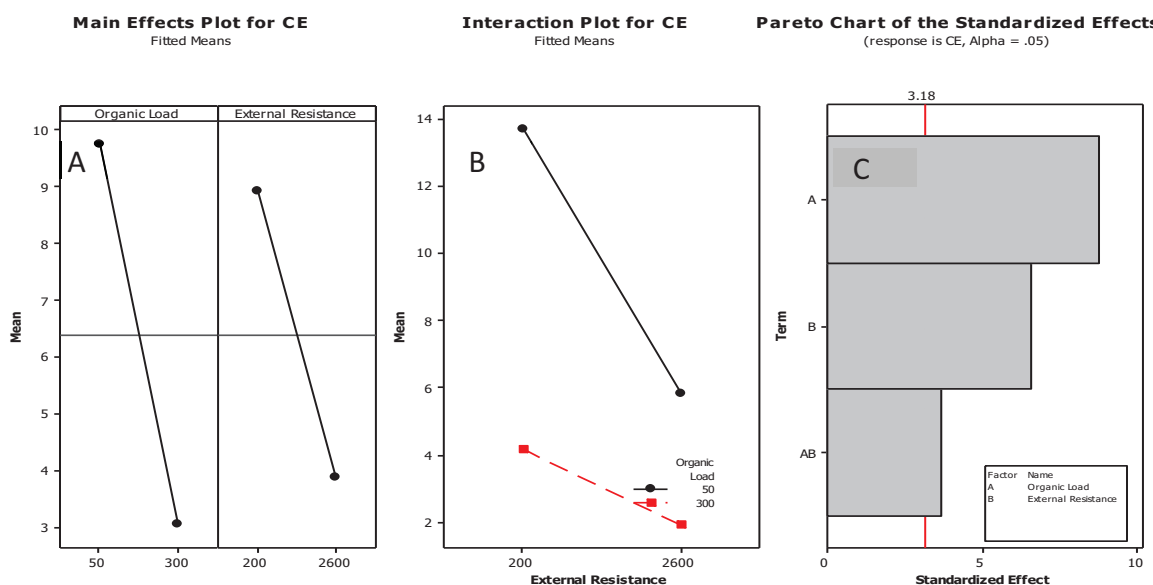 Main Effects Plot for CE
Fitted Means
Organic Load
External Resistance
A
10
9
8
7
6
5
4
3
Mean
50
300
200
2600
Interaction Plot for CE
Fitted Means
B
14
12
10
8
6
4
2
Mean
Organic
Load
50
300
200
2600
External Resistance
Pareto Chart of the Standardized Effects
(response is CE, Alpha = .05)
3.18
C
A
B
AB
Term
Factor Name
A Organic Load
B External Resistance
0
5
10
Standardized Effect